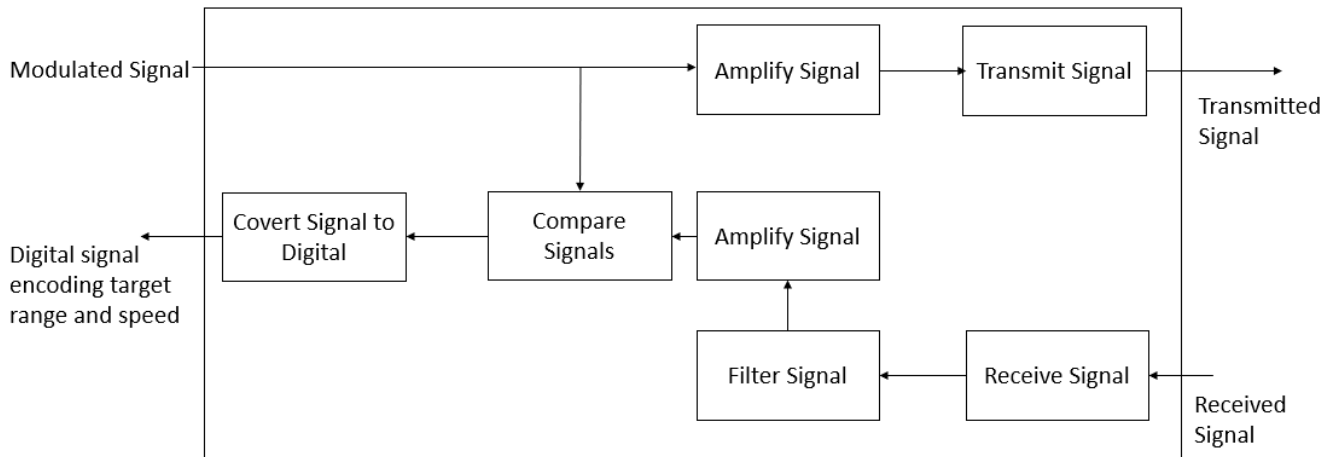 Modulated Signal
Amplify Signal
Transmit Signal
Transmitted
Signal
Covert Signal to
Digital
Compare
Signals
Amplify Signal
Digital signal
encoding target
range and speed
Filter Signal
Receive Signal
Received
Signal